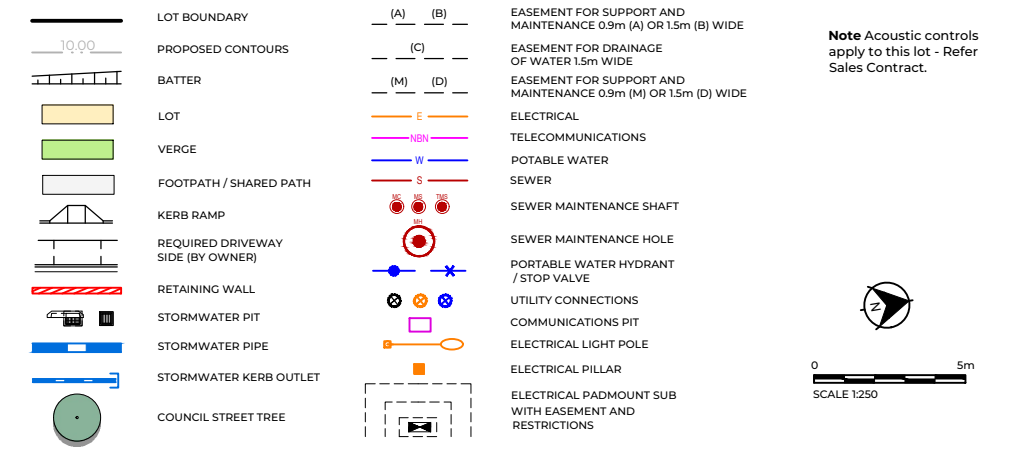 LOT BOUNDARY
10.00
PROPOSED CONTOURS
BATTER
LOT
VERGE
FOOTPATH / SHARED PATH
KERB RAMP
REQUIRED DRIVEWAY
SIDE (BY OWNER)
RETAINING WALL
STORMWATER PIT
STORMWATER PIPE
STORMWATER KERB OUTLET
COUNCIL STREET TREE
(A) (B)
EASEMENT FOR SUPPORT AND
MAINTENANCE 0.9m (A) OR 1.5m (B) WIDE
(C)
EASEMENT FOR DRAINAGE
OF WATER 1.5m WIDE
(M) (D)
EASEMENT FOR SUPPORT AND
MAINTENANCE 0.9m (M) OR 1.5m (D) WIDE
E
ELECTRICAL
NBN
TELECOMMUNICATIONS
W
POTABLE WATER
S
SEWER
MC MS TMS
SEWER MAINTENANCE SHAFT
MH
SEWER MAINTENANCE HOLE
PORTABLE WATER HYDRANT
/ STOP VALVE
UTILITY CONNECTIONS
COMMUNICATIONS PIT
ELECTRICAL LIGHT POLE
ELECTRICAL PILLAR
ELECTRICAL PADMOUNT SUB
WITH EASEMENT AND
RESTRICTIONS
Note Acoustic controls
apply to this lot - Refer
Sales Contract.
N
0 5m
SCALE 1:250